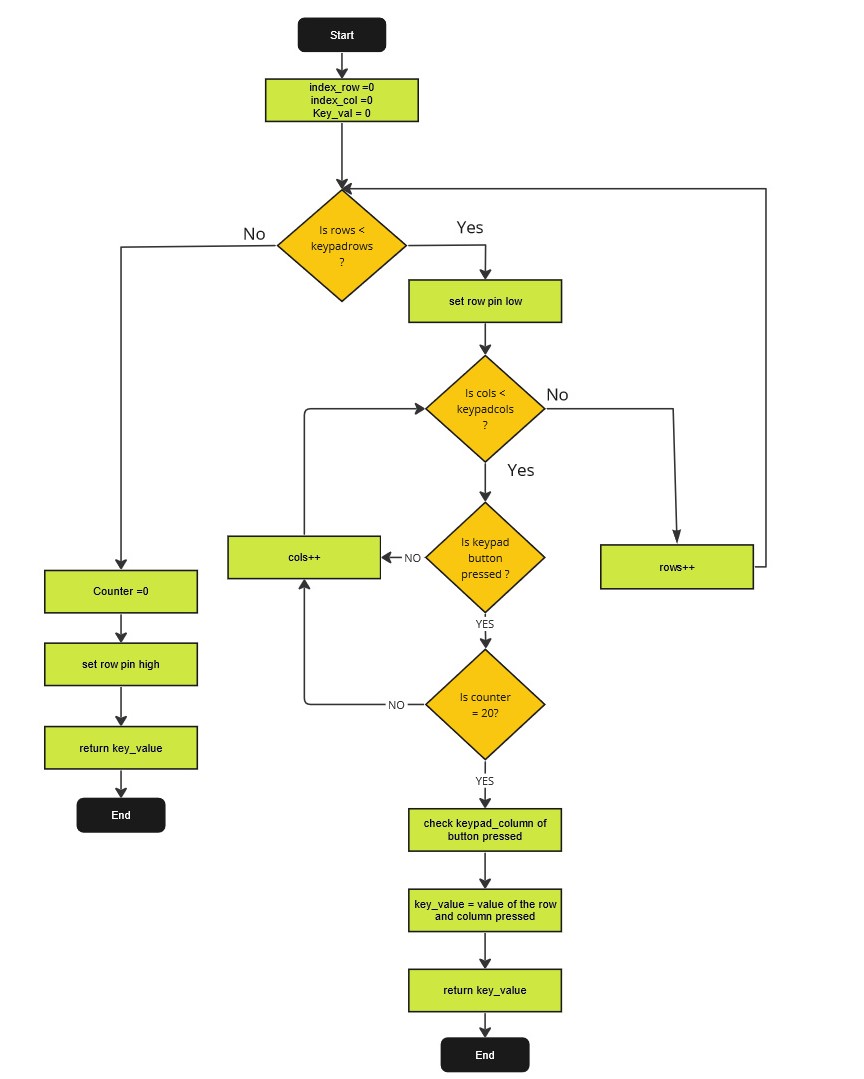 Start
index_row =0
index_col =0
Key_val = 0
Is rows <
keypadrows
?
No
Yes
set row pin low
Is cols <
keypadcols
?
No
Yes
Is keypad
button
pressed ?
NO
cols++
rows++
YES
Is counter
= 20?
NO
YES
Counter =0
set row pin high
return key_value
End
check keypad_column of
button pressed
key_value = value of the row
and column pressed
return key_value
End